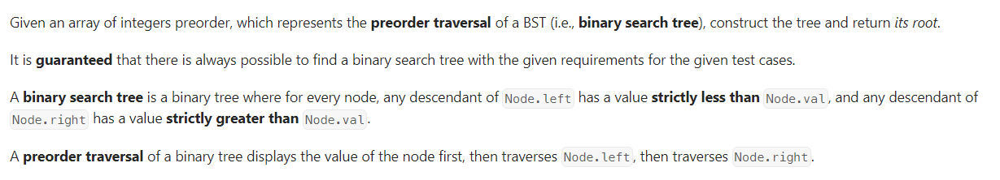 Given an array of integers preorder, which represents the preorder traversal of a BST (i.e., binary search tree), construct the tree and return its root.
It is guaranteed that there is always possible to find a binary search tree with the given requirements for the given test cases.
A binary search tree is a binary tree where for every node, any descendant of Node.left has a value strictly less than Node.val, and any descendant of
Node.right has a value strictly greater than Node.val.
A preorder traversal of a binary tree displays the value of the node first, then traverses Node.left, then traverses Node.right.